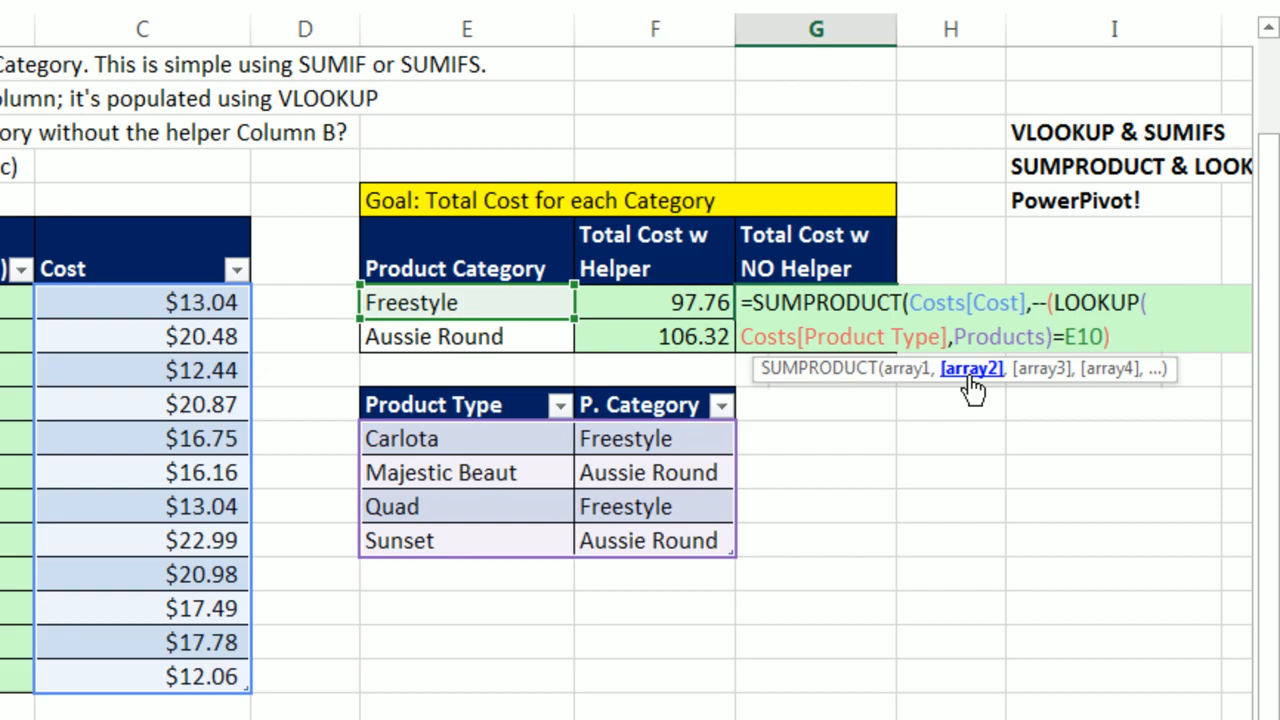 C D E F G H I
ategory. This is simple using SUMIF or SUMIFS.
olumn; it's populated using VLOOKUP
ory without the helper Column B?
VLOOKUP & SUMIFS
c)
SUMPRODUCT & LOOK
Goal: Total Cost for each Category
PowerPivot!
) Cost
Product Category
Total Cost w
Helper
Total Cost w
NO Helper
$13.04
Freestyle 97.76
=SUMPRODUCT(Costs[Cost],--(LOOKUP(
$20.48
Aussie Round 106.32
Costs[Product Type],Products)=E10)
$12.44
SUMPRODUCT(array1, [array2], [array3], [array4], ...)
$20.87
Product Type P. Category
$16.75
Carlota Freestyle
$16.16
Majestic Beaut Aussie Round
$13.04
Quad Freestyle
$22.99
Sunset Aussie Round
$20.98
$17.49
$17.78
$12.06